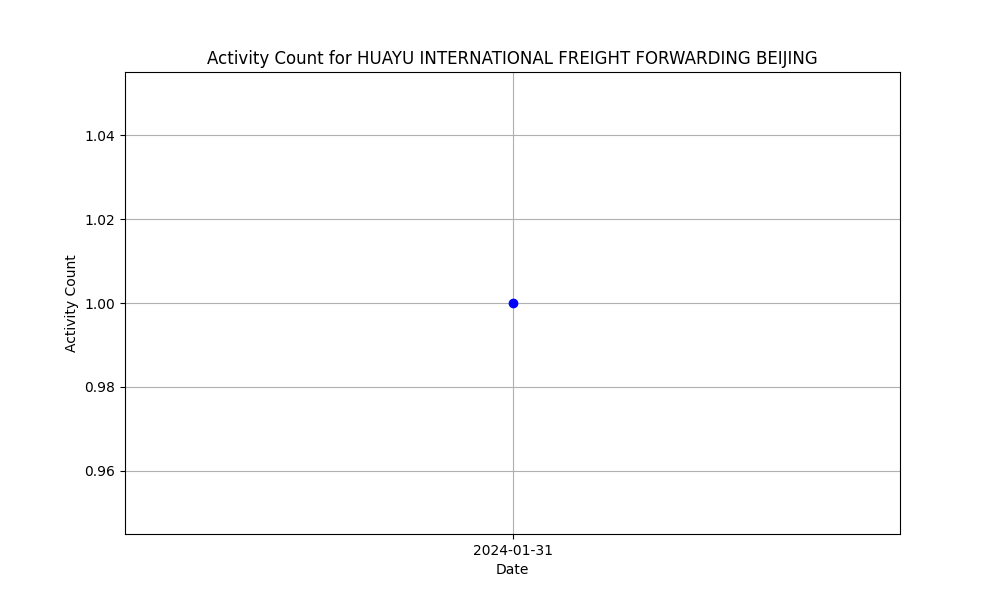 Activity Count for HUAYU INTERNATIONAL FREIGHT FORWARDING BEIJING
1.04
1.02
1.00
0.98
0.96
Activity Count
2024-01-31
Date